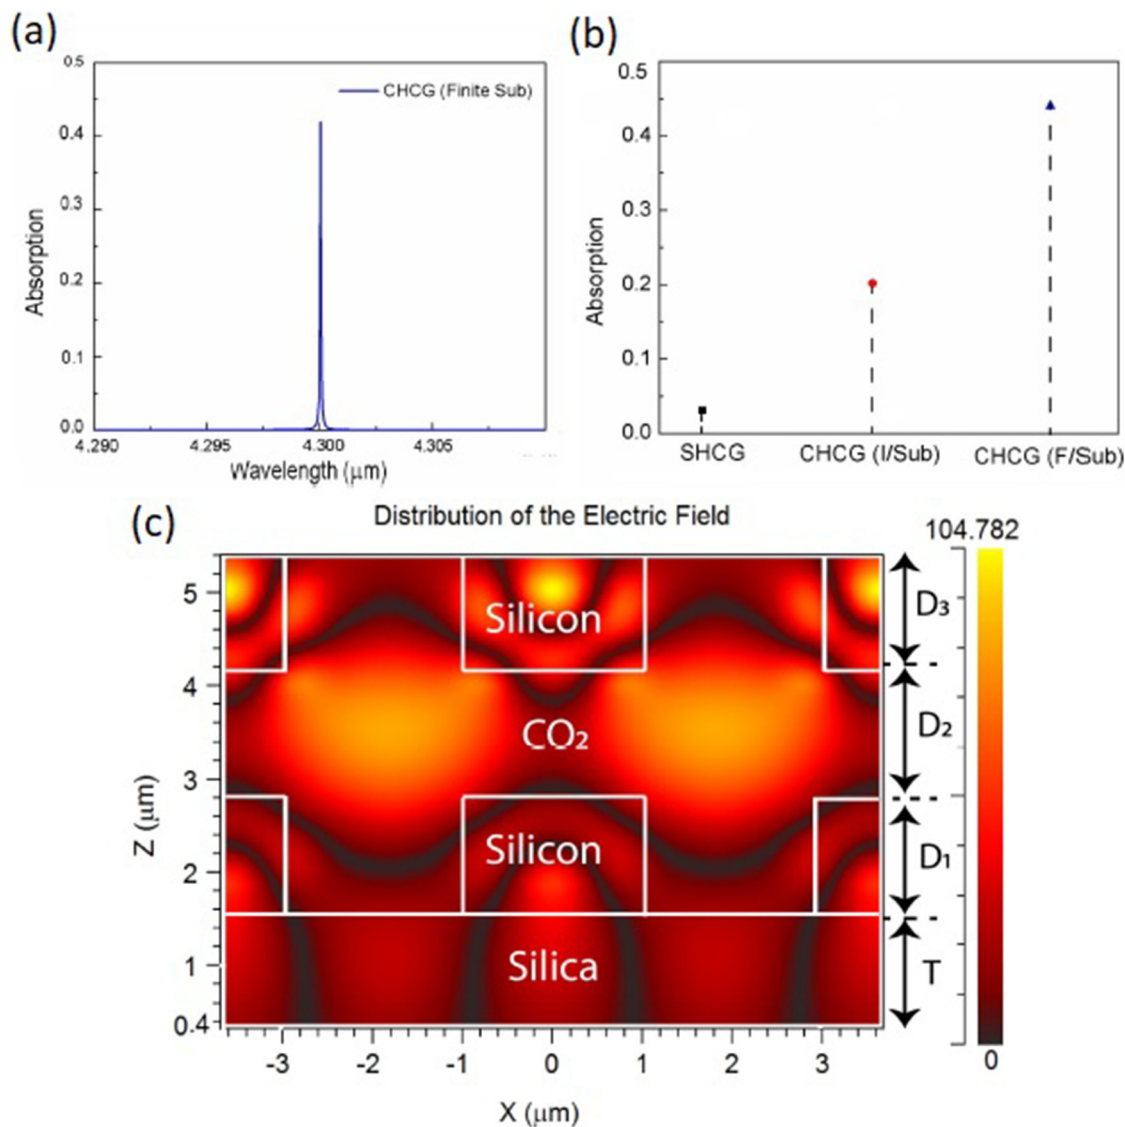 (a)
0.5
0.4
0.3
0.2
0.1
0.0
Absorption
CHCG (Finite Sub)
4.290
4.295
4.300
4.305
Wavelength (μm)
(b)
0.5
0.4
0.3
0.2
0.1
0.0
Absorption
SHCG
CHCG (I/Sub)
CHCG (F/Sub)
(c)
Distribution of the Electric Field
104.782
5
4
3
2
1
0.4
Z (μm)
Silicon
CO₂
Silicon
Silica
D₃
D₂
D₁
T
0
-3
-2
-1
0
1
2
3
X (μm)